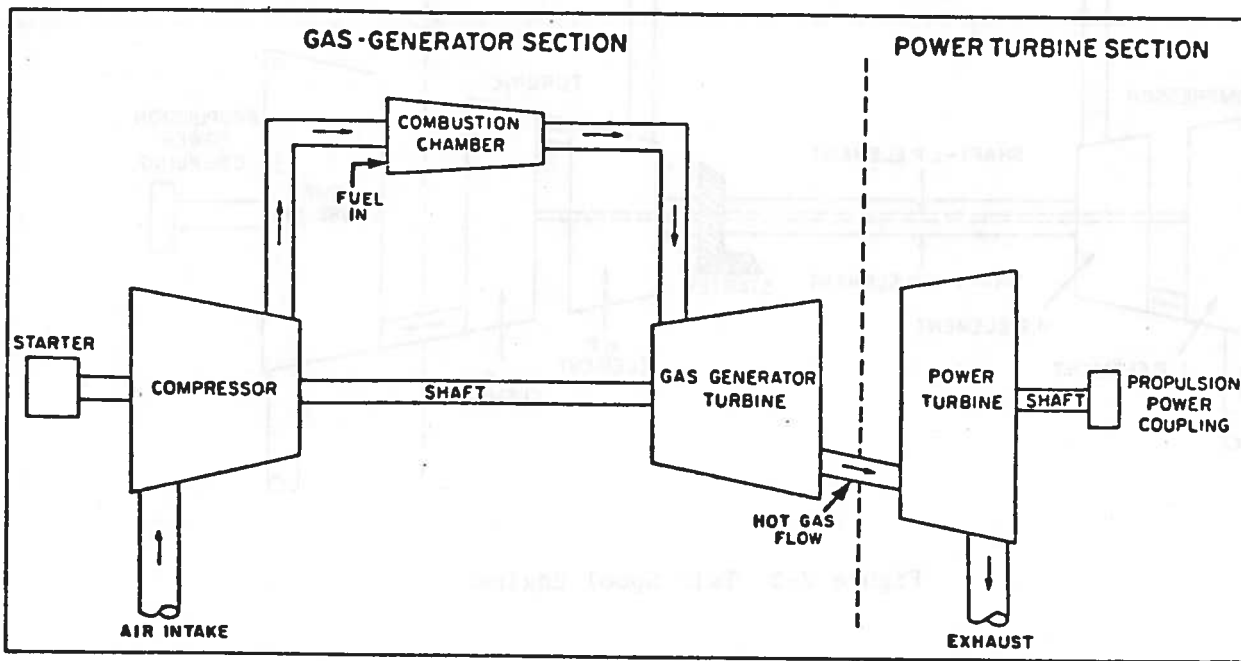 GAS-GENERATOR SECTION
POWER TURBINE SECTION
COMBUSTION
CHAMBER
FUEL
IN
STARTER
COMPRESSOR
SHAFT
GAS GENERATOR
TURBINE
POWER
TURBINE
SHAFT
PROPULSION
POWER
COUPLING
HOT GAS
FLOW
AIR INTAKE
EXHAUST